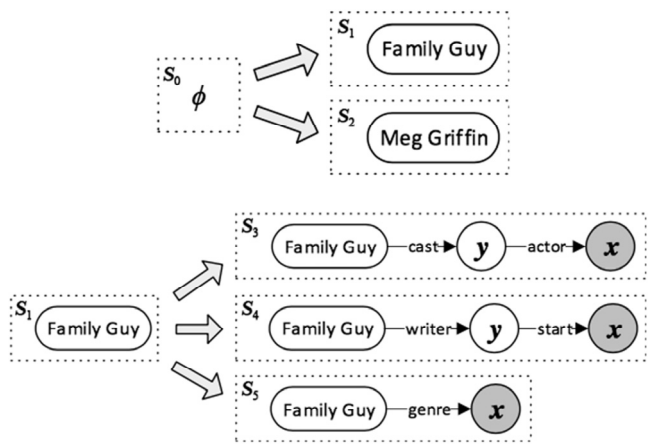 S1
Family Guy
S0
ϕ
S2
Meg Griffin
S3
Family Guy cast y actor x
S1
Family Guy
S4
Family Guy writer y start x
S5
Family Guy genre x